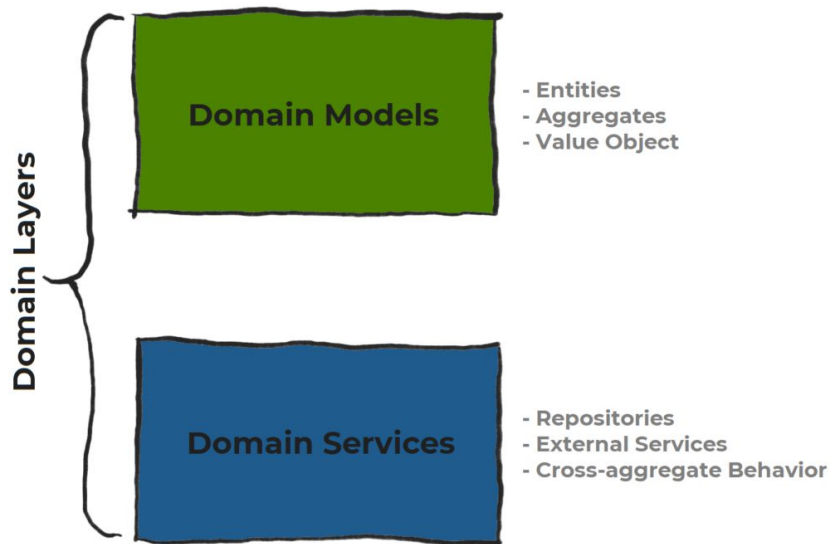 Domain Layers
Domain Models
- Entities
- Aggregates
- Value Object
Domain Services
- Repositories
- External Services
- Cross-aggregate Behavior